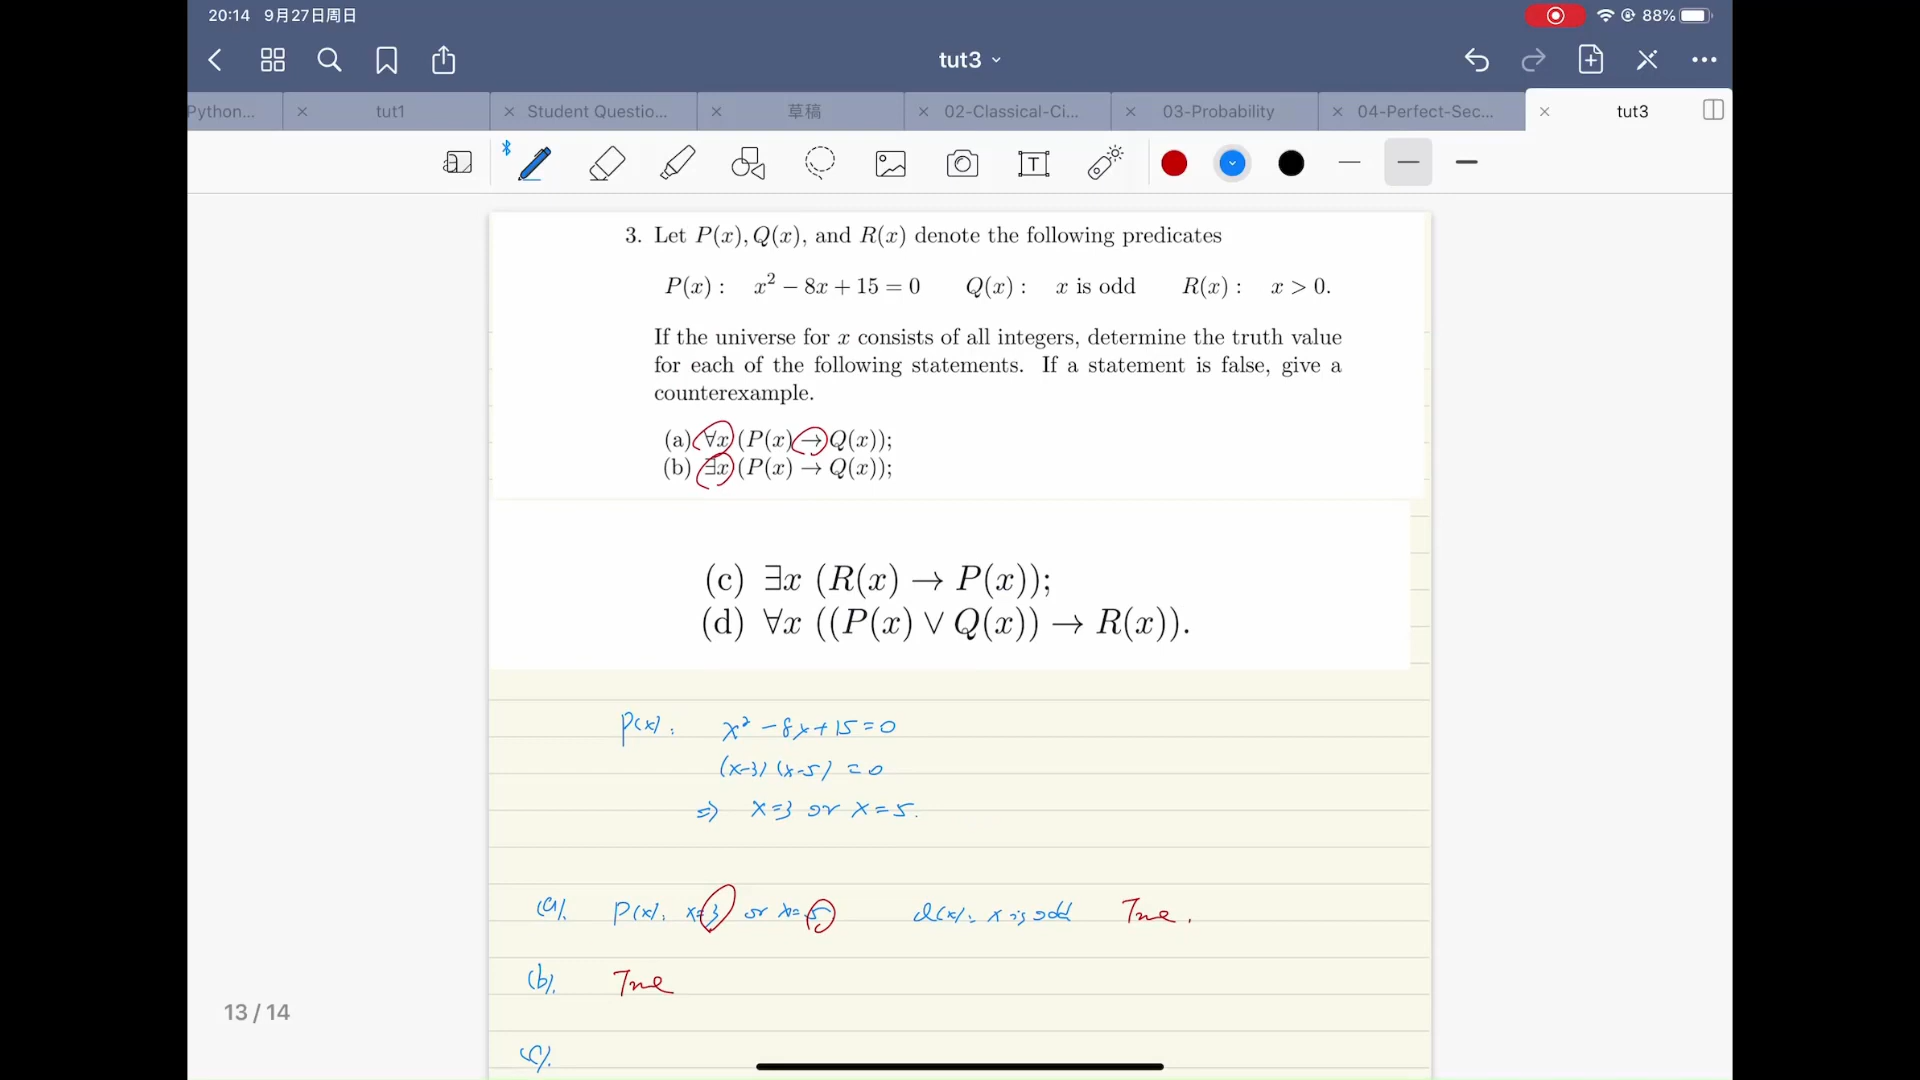 20:14 9月27日周日
88%
tut3
Python... tut1 Student Questio... 草稿 02-Classical-Ci... 03-Probability 04-Perfect-Sec... tut3
T
3. Let P(x), Q(x), and R(x) denote the following predicates
P(x) : x² − 8x + 15 = 0 Q(x) : x is odd R(x) : x > 0.
If the universe for x consists of all integers, determine the truth value
for each of the following statements. If a statement is false, give a
counterexample.
(a) ∀x (P(x) → Q(x));
(b) ∃x (P(x) → Q(x));
(c) ∃x (R(x) → P(x));
(d) ∀x ((P(x) ∨ Q(x)) → R(x)).
P(x): x² − 8x + 15 = 0
(x−3) (x−5) = 0
⇒ x=3 or x=5.
(a). P(x): x=3 or x=5 Q(x): x is odd True.
(b). True
(c).
13 / 14